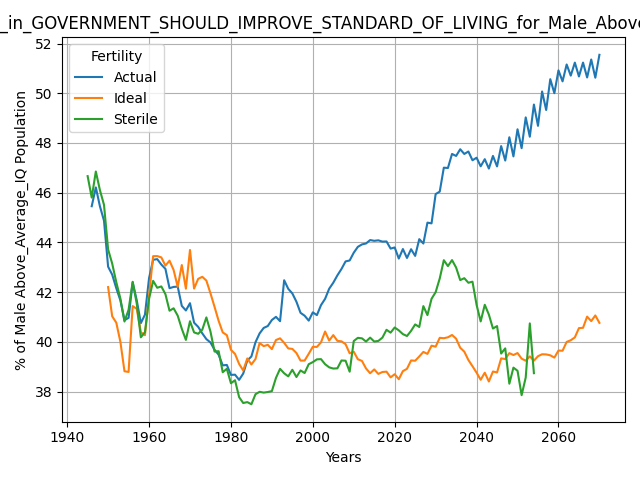 _in_GOVERNMENT_SHOULD_IMPROVE_STANDARD_OF_LIVING_for_Male_Above
Fertility
Actual
Ideal
Sterile
% of Male Above_Average_IQ Population
52
50
48
46
44
42
40
38
1940
1960
1980
2000
2020
2040
2060
Years